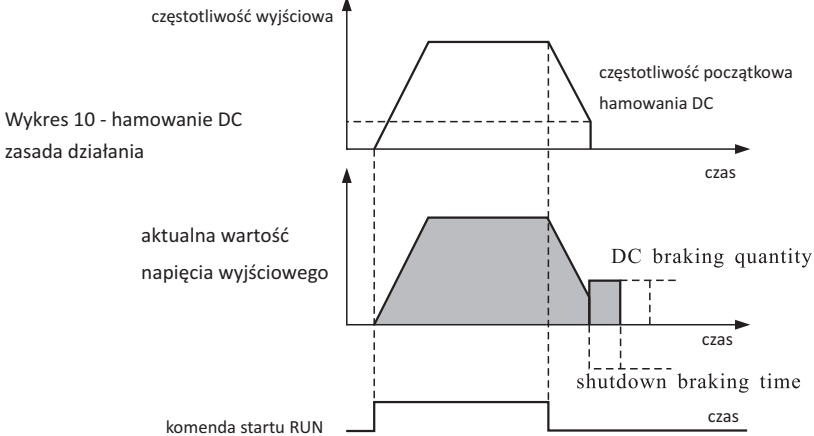 częstotliwość wyjściowa
częstotliwość początkowa
hamowania DC
Wykres 10 - hamowanie DC
zasada działania
czas
aktualna wartość
napięcia wyjściowego
DC braking quantity
czas
shutdown braking time
komenda startu RUN
czas